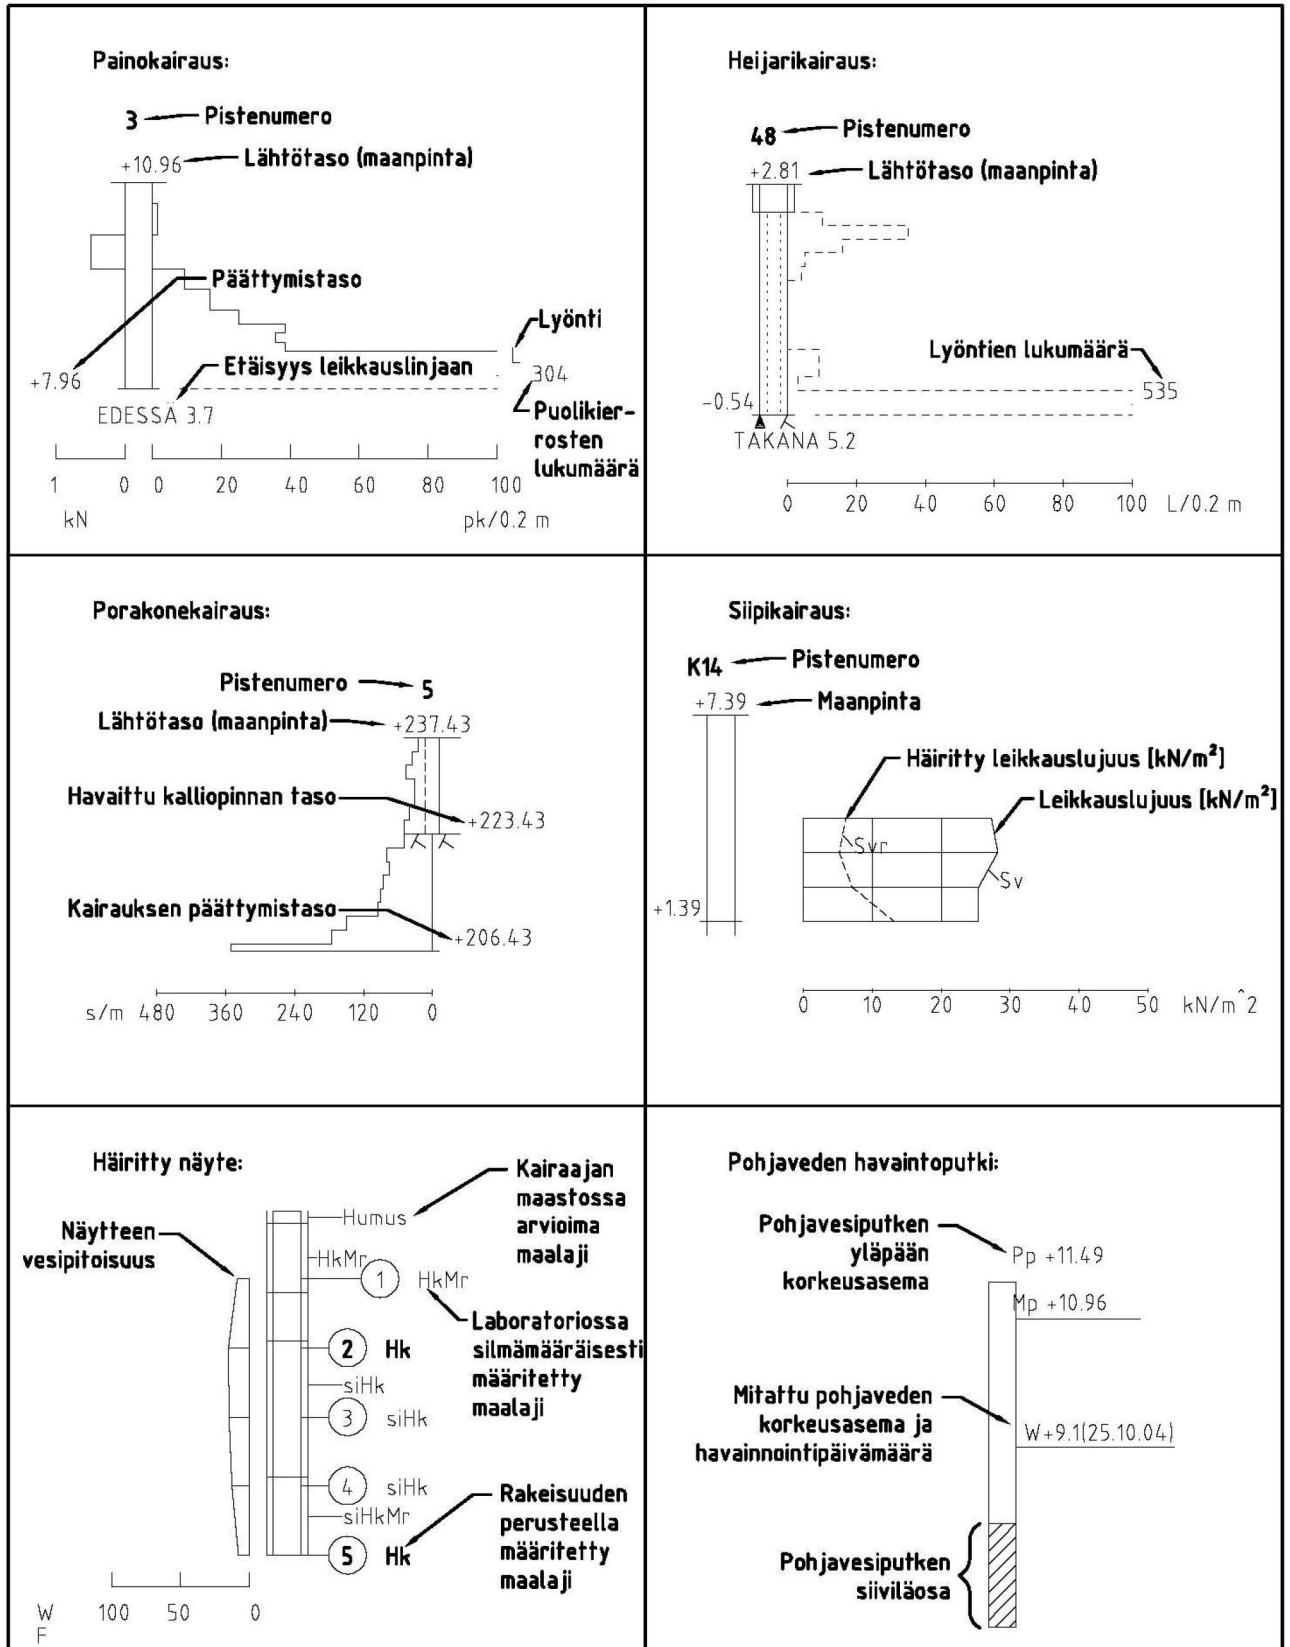 Painokairaus:
3
Pistenumero
+10.96
Lähtötaso (maanpinta)
Päättymistaso
Lyönti
+7.96
Etäisyys leikkauslinjaan
304
EDESSÄ 3.7
Puolikier-
rosten
lukumäärä
1 0 0 20 40 60 80 100
kN
pk/0.2 m
Heijarikairaus:
48
Pistenumero
+2.81
Lähtötaso (maanpinta)
Lyöntien lukumäärä
535
-0.54
TAKANA 5.2
0 20 40 60 80 100 L/0.2 m
Porakonekairaus:
Pistenumero
5
Lähtötaso (maanpinta)
+237.43
Havaittu kalliopinnan taso
+223.43
Kairauksen päättymistaso
+206.43
s/m 480 360 240 120 0
Siipikairaus:
K14
Pistenumero
+7.39
Maanpinta
Häiritty leikkauslujuus [kN/m²]
Leikkauslujuus [kN/m²]
Svr
Sv
+1.39
0 10 20 30 40 50 kN/m^2
Häiritty näyte:
Kairaajan
maastossa
arvioima
maalaji
Humus
Näytteen
vesipitoisuus
HkMr
1 HkMr
Laboratoriossa
silmämääräisesti
määritetty
maalaji
2 Hk
siHk
3 siHk
4 siHk
siHkMr
Rakeisuuden
perusteella
määritetty
maalaji
5 Hk
100 50 0
W
F
Pohjaveden havaintoputki:
Pohjavesiputken
yläpään
korkeusasema
Pp +11.49
Mp +10.96
Mitattu pohjaveden
korkeusasema ja
havainnointipäivämäärä
W+9.1(25.10.04)
Pohjavesiputken
siiviläosa